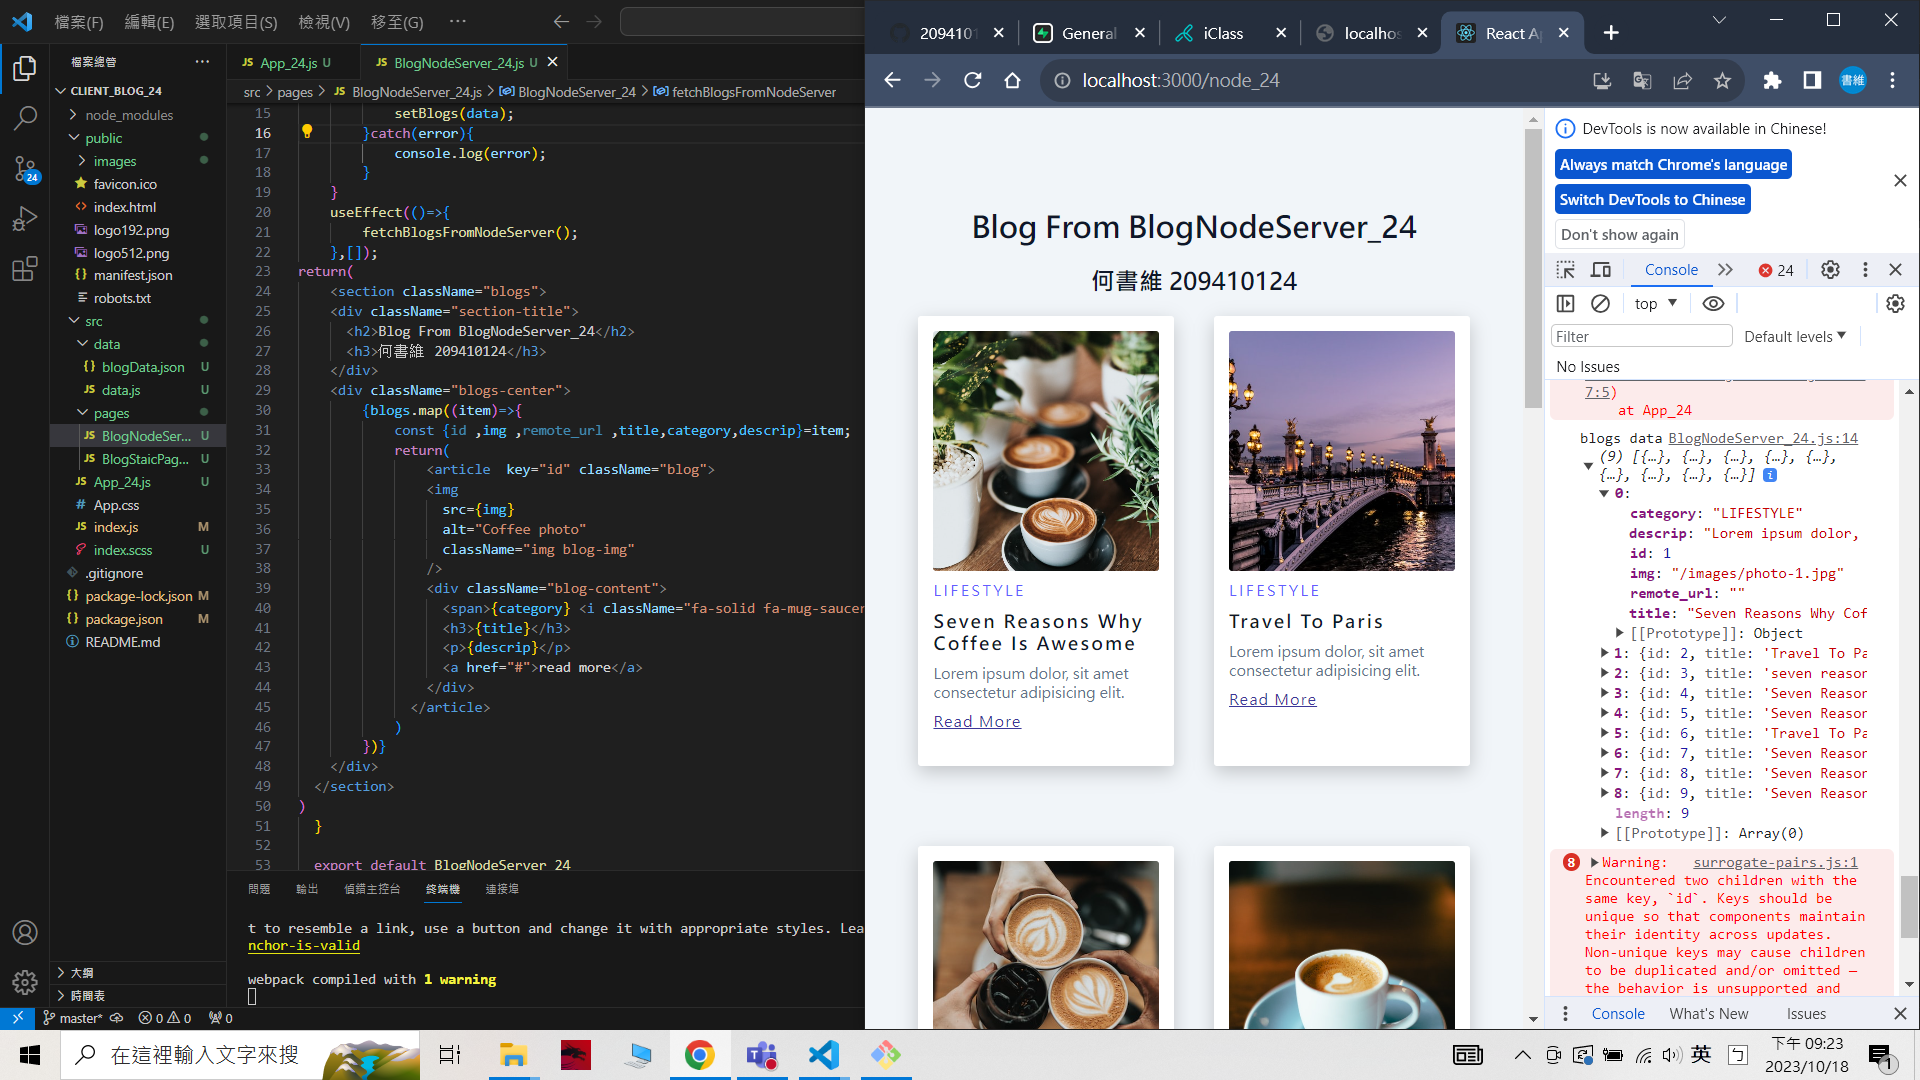 檔案(F) 編輯(E) 選取項目(S) 檢視(V) 移至(G) ...
檔案總管
CLIENT_BLOG_24
node_modules
public
images
favicon.ico
index.html
logo192.png
logo512.png
manifest.json
robots.txt
src
data
blogData.json U
data.js U
pages
BlogNodeSer... U
BlogStaicPag... U
App_24.js U
App.css
index.js M
index.scss U
.gitignore
package-lock.json M
package.json M
README.md
大綱
時間表
24
App_24.js U
BlogNodeServer_24.js U
src > pages > BlogNodeServer_24.js > BlogNodeServer_24 > fetchBlogsFromNodeServer
15 setBlogs(data);
16 }catch(error){
17 console.log(error);
18 }
19 }
20 useEffect(()=>{
21 fetchBlogsFromNodeServer();
22 },[]);
23 return(
24 <section className="blogs">
25 <div className="section-title">
26 <h2>Blog From BlogNodeServer_24</h2>
27 <h3>何書維 209410124</h3>
28 </div>
29 <div className="blogs-center">
30 {blogs.map((item)=>{
31 const {id ,img ,remote_url ,title,category,descrip}=item;
32 return(
33 <article  key="id" className="blog">
34 <img
35 src={img}
36 alt="Coffee photo"
37 className="img blog-img"
38 />
39 <div className="blog-content">
40 <span>{category} <i className="fa-solid fa-mug-saucer
41 <h3>{title}</h3>
42 <p>{descrip}</p>
43 <a href="#">read more</a>
44 </div>
45 </article>
46 )
47 })}
48 </div>
49 </section>
50 )
51 }
52
53 export default BlogNodeServer_24
問題 輸出 偵錯主控台 終端機 連接埠
t to resemble a link, use a button and change it with appropriate styles. Lea
nchor-is-valid
webpack compiled with 1 warning
master* 0 0 0
2094101 General iClass localhos React Ap
localhost:3000/node_24
書維
Blog From BlogNodeServer_24
何書維 209410124
LIFESTYLE
Seven Reasons Why
Coffee Is Awesome
Lorem ipsum dolor, sit amet
consectetur adipisicing elit.
Read More
LIFESTYLE
Travel To Paris
Lorem ipsum dolor, sit amet
consectetur adipisicing elit.
Read More
DevTools is now available in Chinese!
Always match Chrome's language
Switch DevTools to Chinese
Don't show again
Console 24
top
Filter Default levels
No Issues
7:5)
at App_24
blogs data BlogNodeServer_24.js:14
(9) [{…}, {…}, {…}, {…}, {…},
{…}, {…}, {…}, {…}]
0:
category: "LIFESTYLE"
descrip: "Lorem ipsum dolor,
id: 1
img: "/images/photo-1.jpg"
remote_url: ""
title: "Seven Reasons Why Cof
[[Prototype]]: Object
1: {id: 2, title: 'Travel To Pa
2: {id: 3, title: 'seven reason
3: {id: 4, title: 'Seven Reason
4: {id: 5, title: 'Seven Reason
5: {id: 6, title: 'Travel To Pa
6: {id: 7, title: 'Seven Reason
7: {id: 8, title: 'Seven Reason
8: {id: 9, title: 'Seven Reason
length: 9
[[Prototype]]: Array(0)
8 Warning: surrogate-pairs.js:1
Encountered two children with the
same key, `id`. Keys should be
unique so that components maintain
their identity across updates.
Non-unique keys may cause children
to be duplicated and/or omitted —
the behavior is unsupported and
Console What's New Issues
在這裡輸入文字來搜
英
下午 09:23
2023/10/18
1